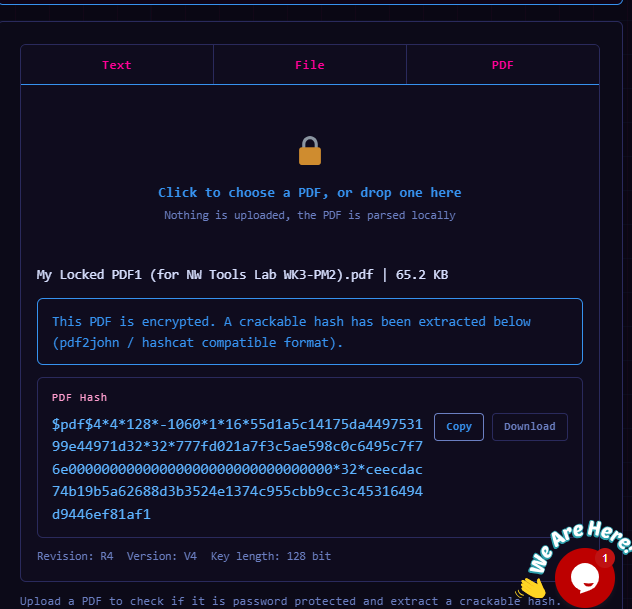 Text File PDF
Click to choose a PDF, or drop one here
Nothing is uploaded, the PDF is parsed locally
My Locked PDF1 (for NW Tools Lab WK3-PM2).pdf | 65.2 KB
This PDF is encrypted. A crackable hash has been extracted below
(pdf2john / hashcat compatible format).
PDF Hash
$pdf$4*4*128*-1060*1*16*55d1a5c14175da4497531
99e44971d32*32*777fd021a7f3c5ae598c0c6495c7f7
6e00000000000000000000000000000000*32*ceecdac
74b19b5a62688d3b3524e1374c955cbb9cc3c45316494
d9446ef81af1
Copy Download
Revision: R4 Version: V4 Key length: 128 bit
We Are Here!
1
Upload a PDF to check if it is password protected and extract a crackable hash.